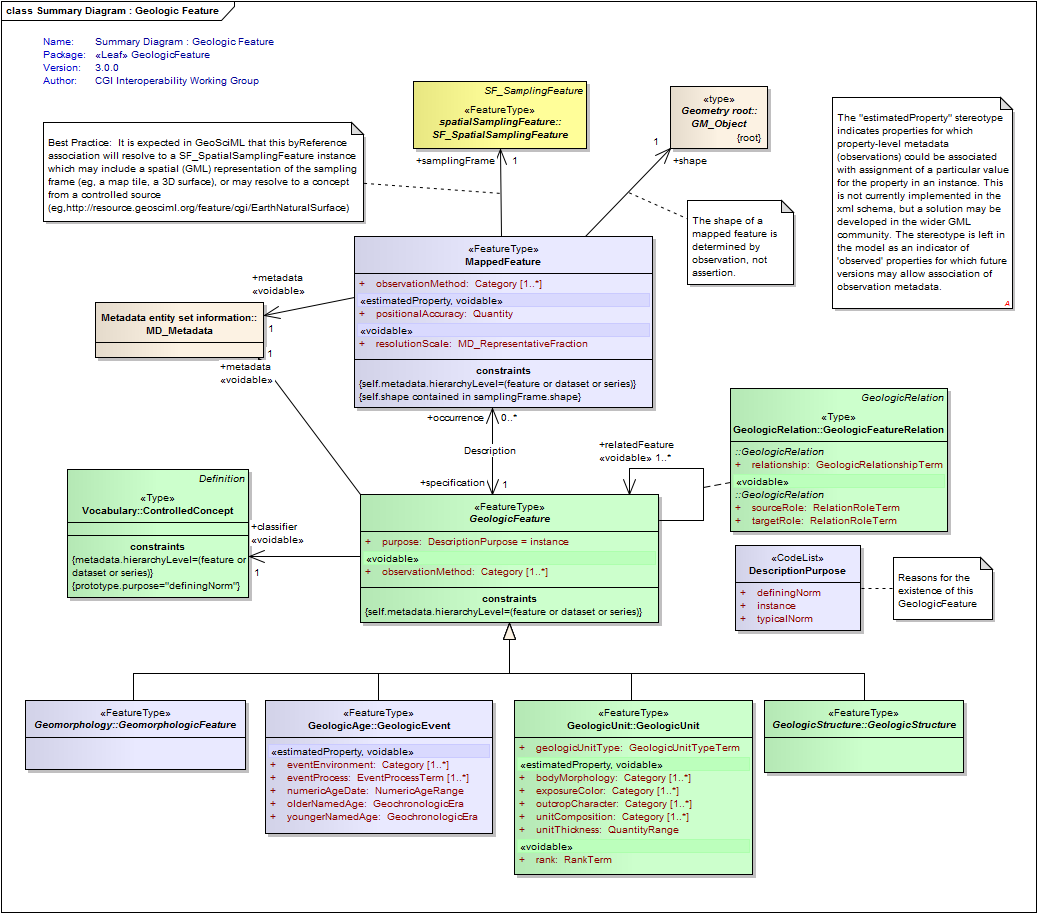 class Summary Diagram : Geologic Feature
Name: Summary Diagram : Geologic Feature
Package: «Leaf» GeologicFeature
Version: 3.0.0
Author: CGI Interoperability Working Group
Best Practice: It is expected in GeoSciML that this byReference
association will resolve to a SF_SpatialSamplingFeature instance
which may include a spatial (GML) representation of the sampling
frame (eg, a map tile, a 3D surface), or may resolve to a concept
from a controlled source
(eg,http://resource.geosciml.org/feature/cgi/EarthNaturalSurface)
SF_SamplingFeature
«FeatureType»
spatialSamplingFeature::
SF_SpatialSamplingFeature
+samplingFrame 1
«type»
Geometry root::
GM_Object
{root}
1
+shape
The "estimatedProperty" stereotype
indicates properties for which
property-level metadata
(observations) could be associated
with assignment of a particular value
for the property in an instance. This
is not currently implemented in the
xml schema, but a solution may be
developed in the wider GML
community. The stereotype is left in
the model as an indicator of
'observed' properties for which future
versions may allow association of
observation metadata.
A
The shape of a
mapped feature is
determined by
observation, not
assertion.
«FeatureType»
MappedFeature
+ observationMethod: Category [1..*]
«estimatedProperty, voidable»
+ positionalAccuracy: Quantity
«voidable»
+ resolutionScale: MD_RepresentativeFraction
constraints
{self.metadata.hierarchyLevel=(feature or dataset or series)}
{self.shape contained in samplingFrame.shape}
+metadata
«voidable»
1
Metadata entity set information::
MD_Metadata
1
+metadata
«voidable»
+occurrence 0..*
Description
+specification 1
+relatedFeature
«voidable» 1..*
GeologicRelation
«Type»
GeologicRelation::GeologicFeatureRelation
::GeologicRelation
+ relationship: GeologicRelationshipTerm
«voidable»
::GeologicRelation
+ sourceRole: RelationRoleTerm
+ targetRole: RelationRoleTerm
Definition
«Type»
Vocabulary::ControlledConcept
constraints
{metadata.hierarchyLevel=(feature or
dataset or series)}
{prototype.purpose="definingNorm"}
+classifier
«voidable»
1
«FeatureType»
GeologicFeature
+ purpose: DescriptionPurpose = instance
«voidable»
+ observationMethod: Category [1..*]
constraints
{self.metadata.hierarchyLevel=(feature or dataset or series)}
«CodeList»
DescriptionPurpose
+ definingNorm
+ instance
+ typicalNorm
Reasons for the
existence of this
GeologicFeature
«FeatureType»
Geomorphology::GeomorphologicFeature
«FeatureType»
GeologicAge::GeologicEvent
«estimatedProperty, voidable»
+ eventEnvironment: Category [1..*]
+ eventProcess: EventProcessTerm [1..*]
+ numericAgeDate: NumericAgeRange
+ olderNamedAge: GeochronologicEra
+ youngerNamedAge: GeochronologicEra
«FeatureType»
GeologicUnit::GeologicUnit
+ geologicUnitType: GeologicUnitTypeTerm
«estimatedProperty, voidable»
+ bodyMorphology: Category [1..*]
+ exposureColor: Category [1..*]
+ outcropCharacter: Category [1..*]
+ unitComposition: Category [1..*]
+ unitThickness: QuantityRange
«voidable»
+ rank: RankTerm
«FeatureType»
GeologicStructure::GeologicStructure